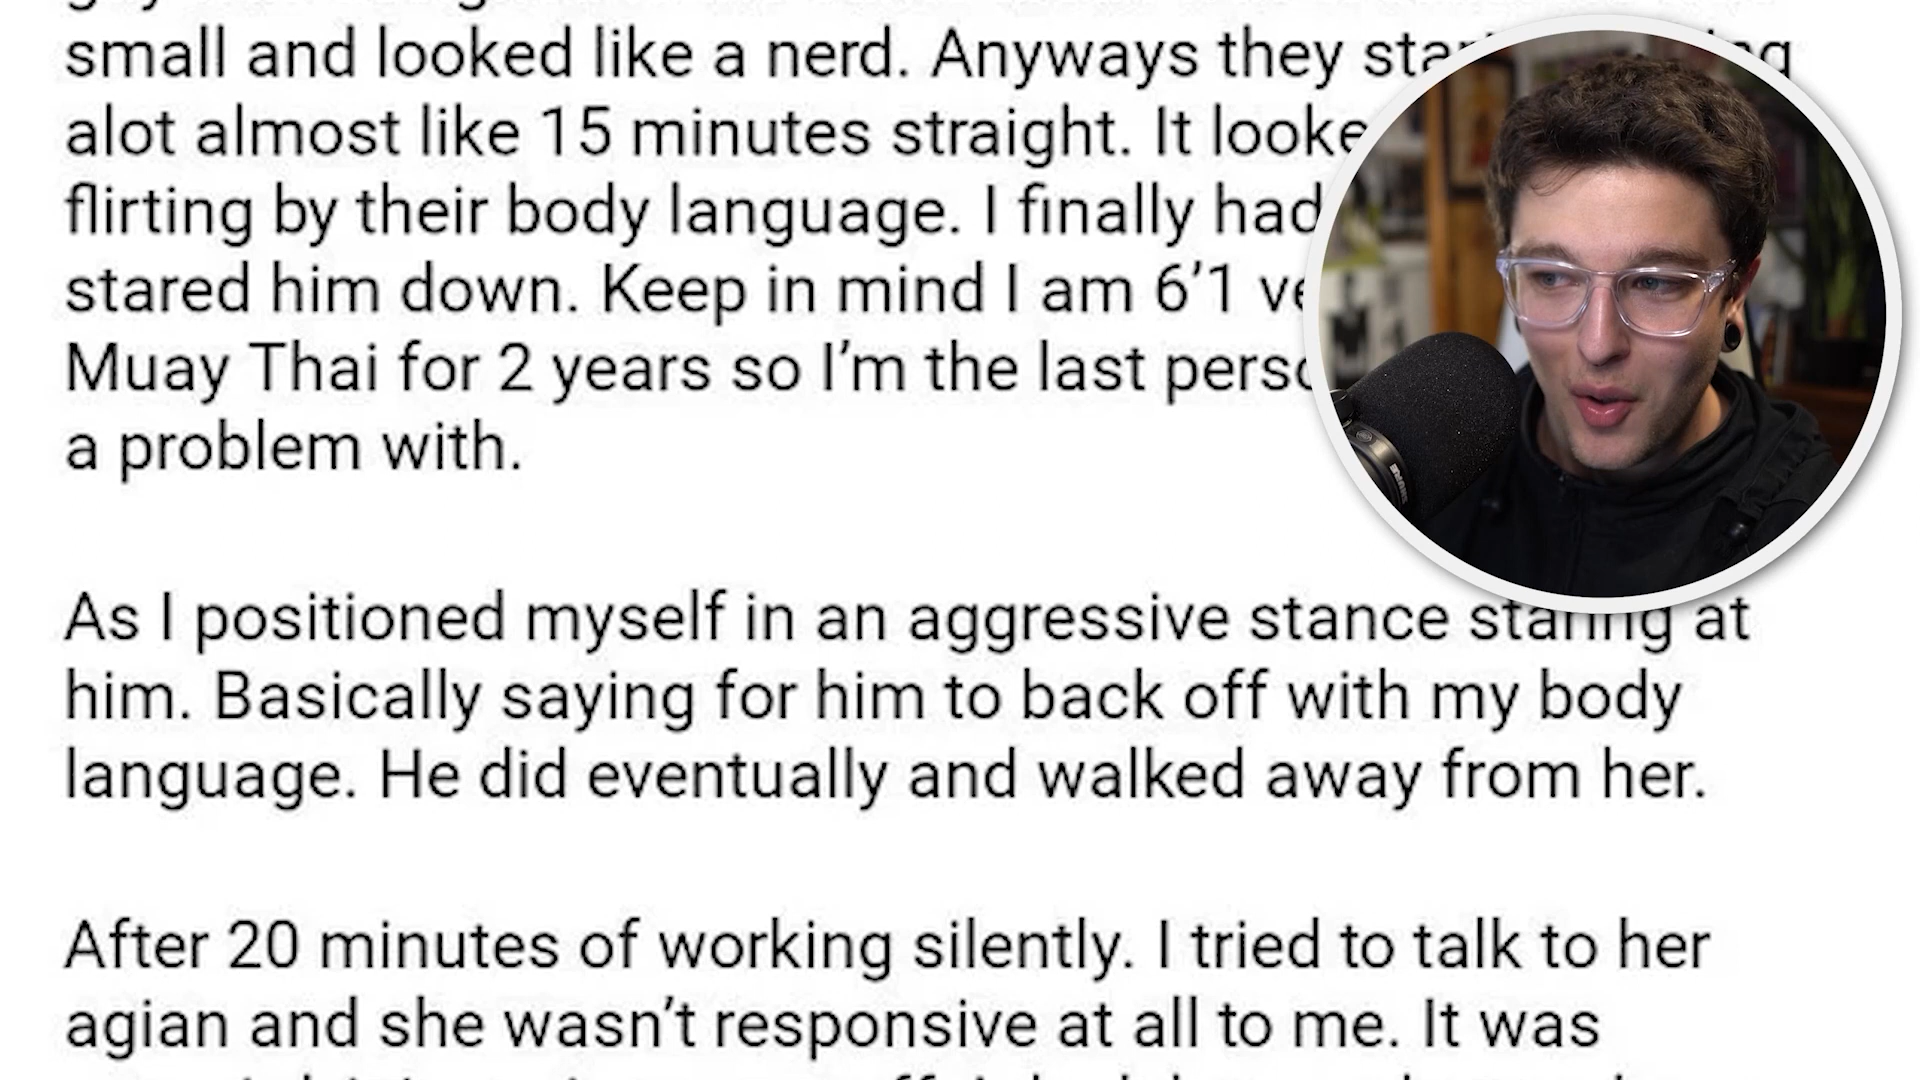 small and looked like a nerd. Anyways they
alot almost like 15 minutes straight. It
flirting by their body language. I finally had
stared him down. Keep in mind I am 6’1
Muay Thai for 2 years so I’m the last
a problem with.
As I positioned myself in an aggressive stance staring at
him. Basically saying for him to back off with my body
language. He did eventually and walked away from her.
After 20 minutes of working silently. I tried to talk to her
agian and she wasn’t responsive at all to me. It was